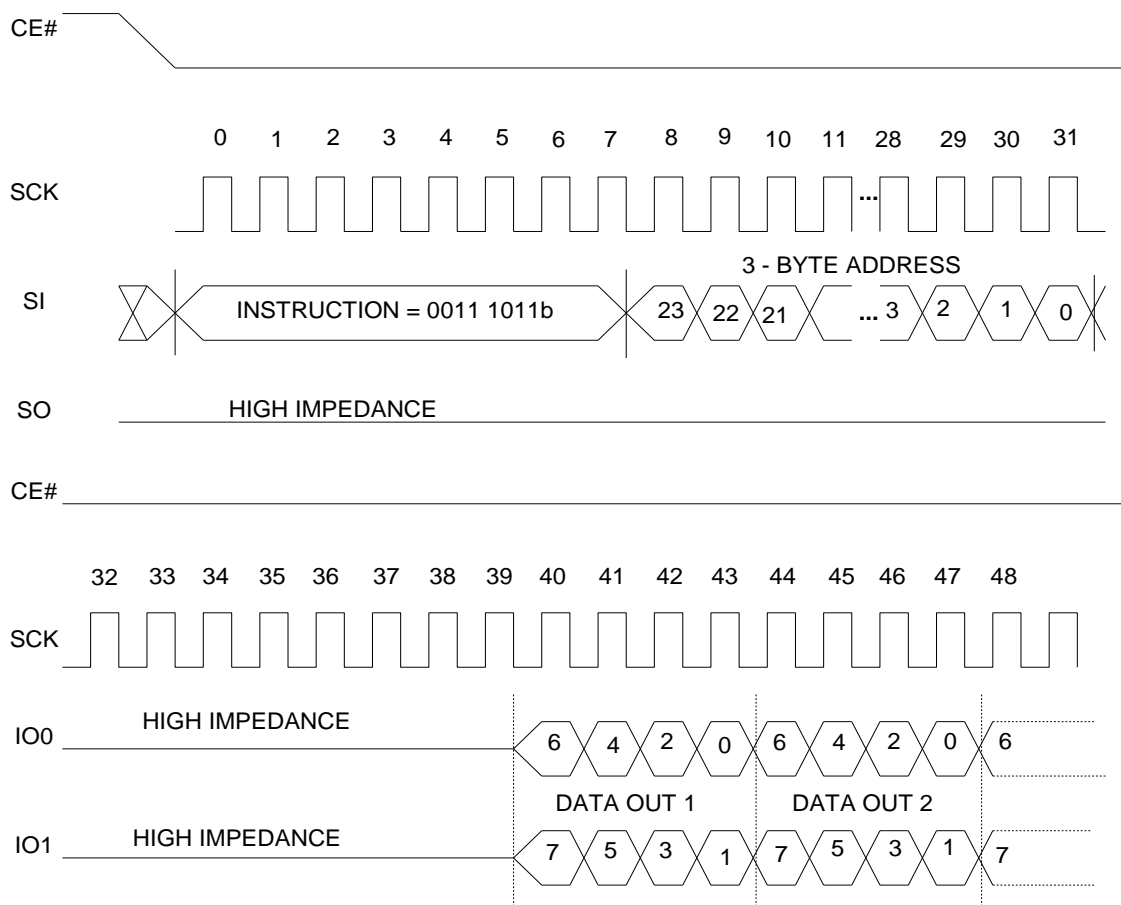 CE#
0 1 2 3 4 5 6 7 8 9 10 11 28 29 30 31
SCK ...
3 - BYTE ADDRESS
SI INSTRUCTION = 0011 1011b 23 22 21 ... 3 2 1 0
SO HIGH IMPEDANCE
CE#
32 33 34 35 36 37 38 39 40 41 42 43 44 45 46 47 48
SCK
HIGH IMPEDANCE
IO0 6 4 2 0 6 4 2 0 6
DATA OUT 1 DATA OUT 2
IO1 HIGH IMPEDANCE 7 5 3 1 7 5 3 1 7